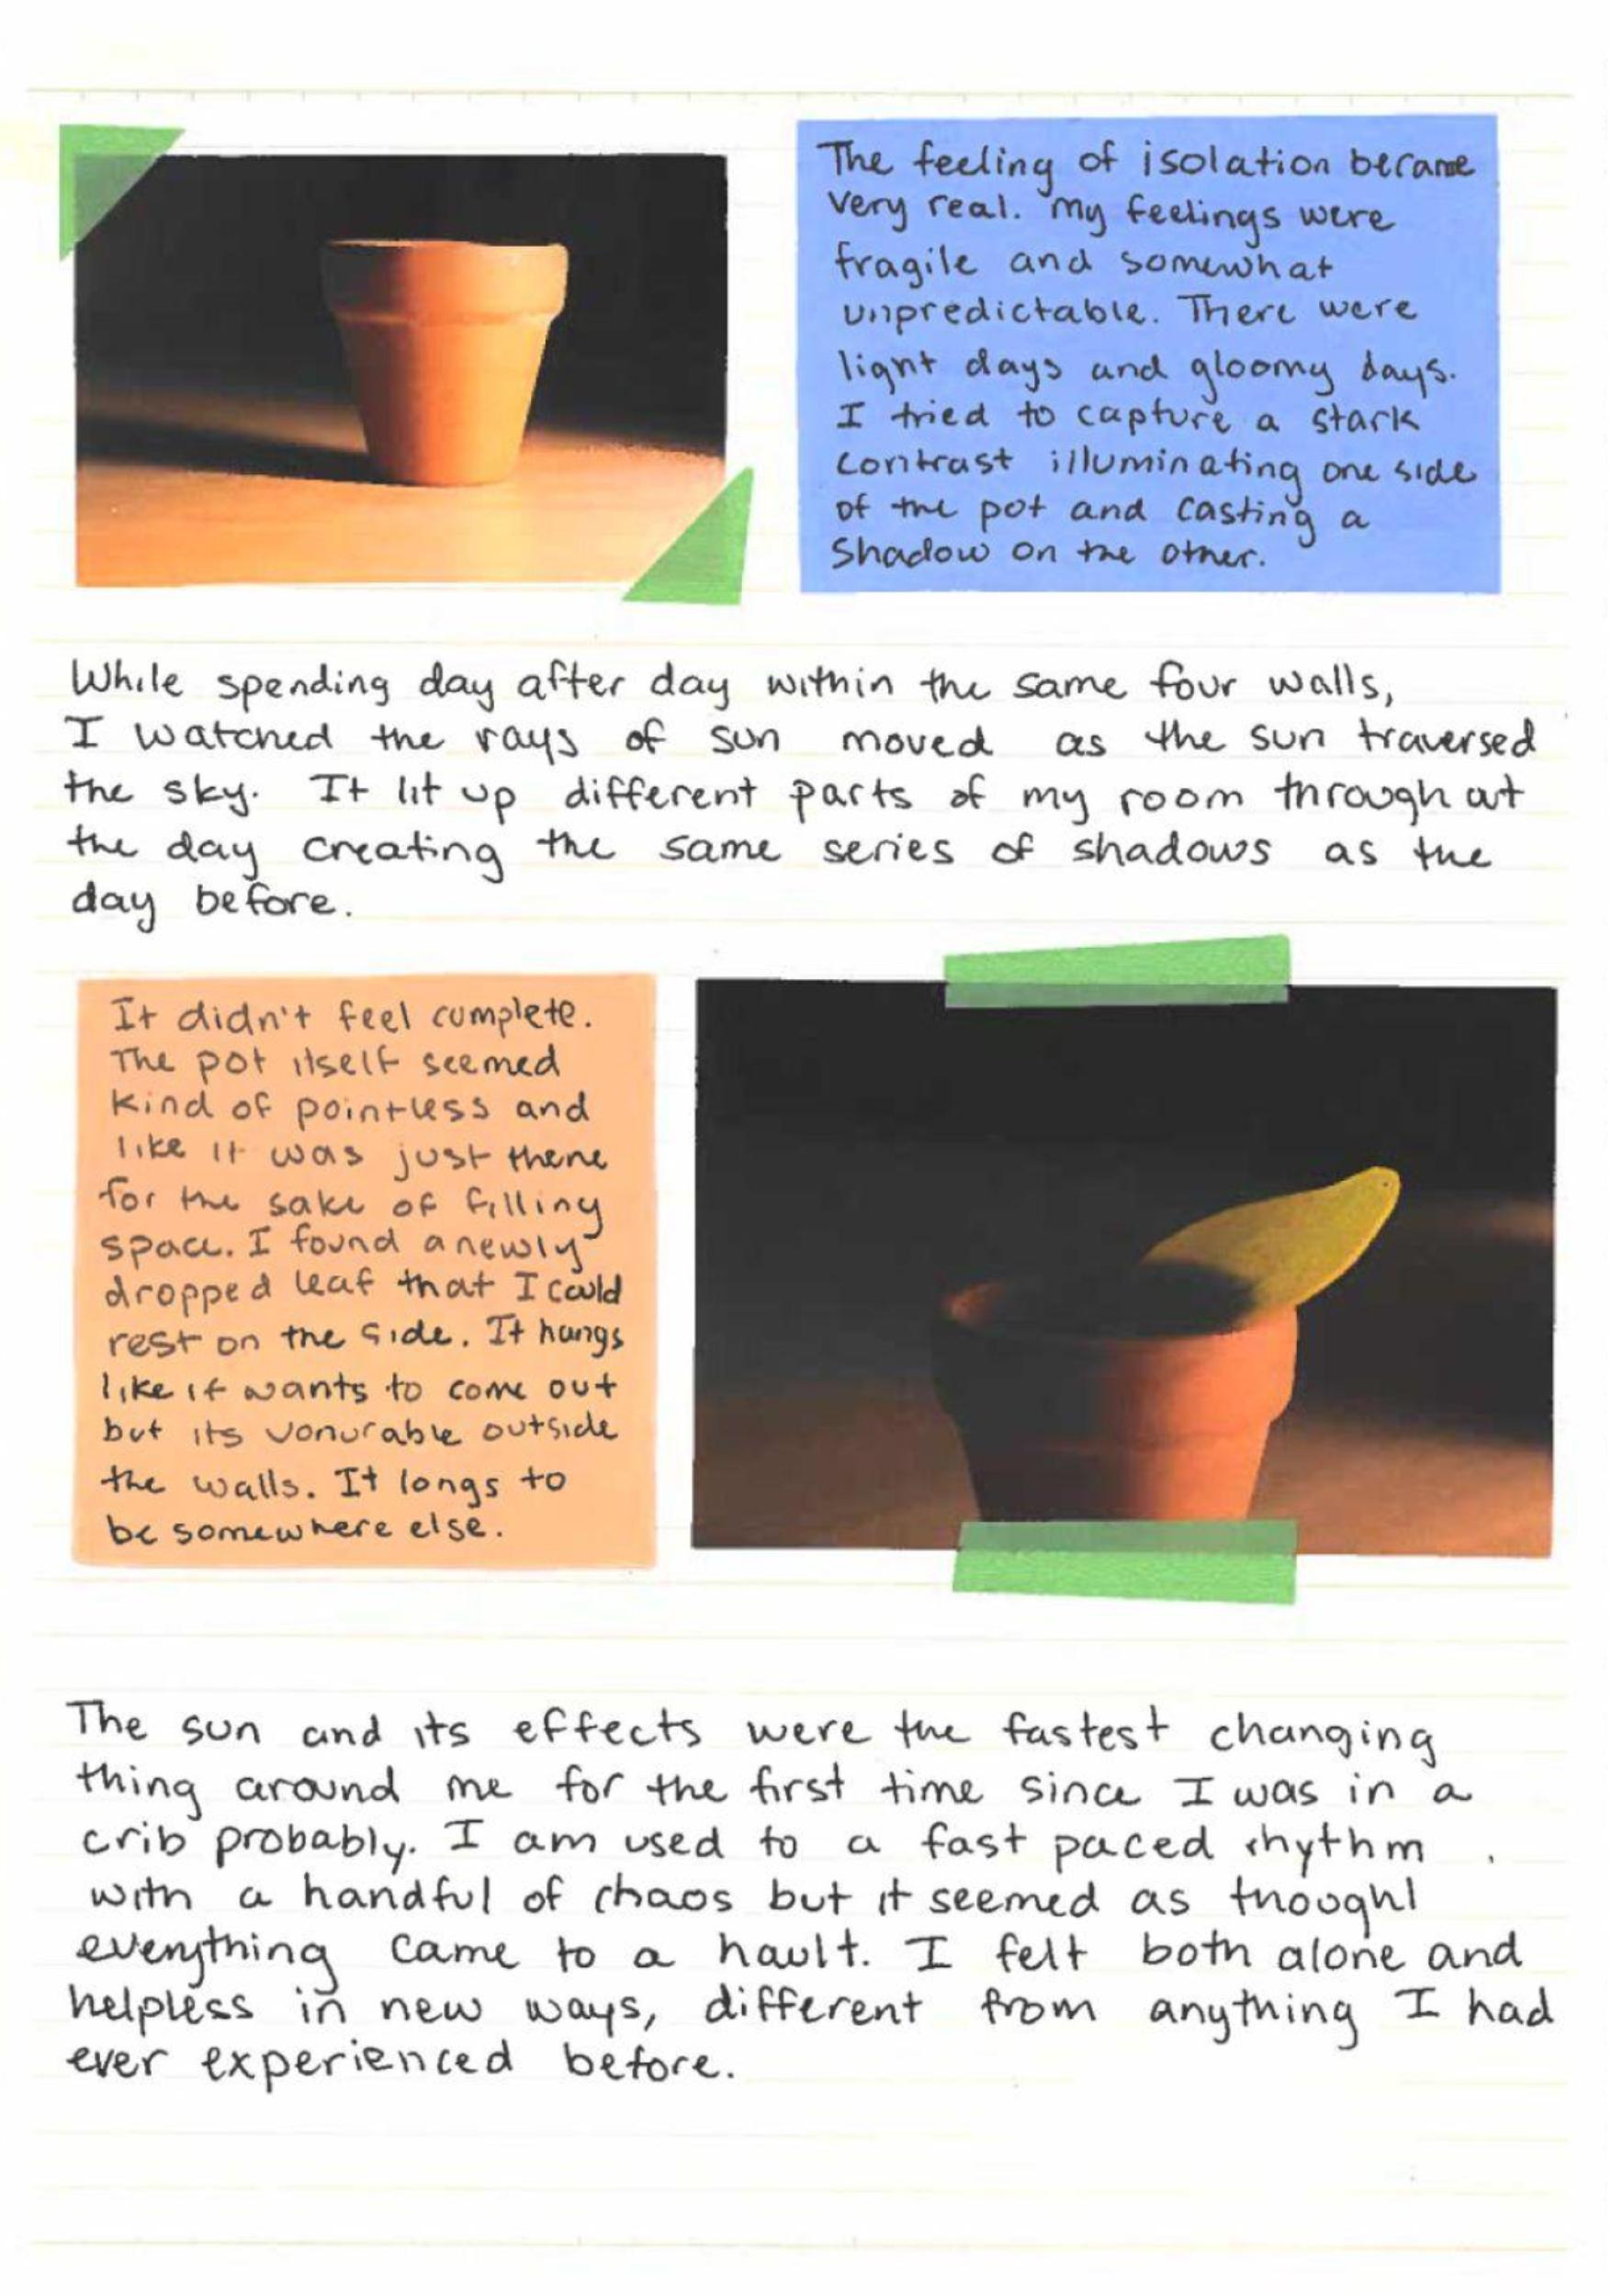 The feeling of isolation became
very real. My feelings were
fragile and somewhat
unpredictable. There were
light days and gloomy days.
I tried to capture a stark
contrast illuminating one side
of the pot and casting a
shadow on the other.
While spending day after day within the same four walls,
I watched the rays of sun moved as the sun traversed
the sky. It lit up different parts of my room throughout
the day creating the same series of shadows as the
day before.
It didn't feel complete.
The pot itself seemed
kind of pointless and
like it was just there
for the sake of filling
space. I found a newly
dropped leaf that I could
rest on the side. It hangs
like it wants to come out
but its vonurable outside
the walls. It longs to
be somewhere else.
The sun and its effects were the fastest changing
thing around me for the first time since I was in a
crib probably. I am used to a fast paced rhythm
with a handful of chaos but it seemed as though
everything came to a hault. I felt both alone and
helpless in new ways, different from anything I had
ever experienced before.